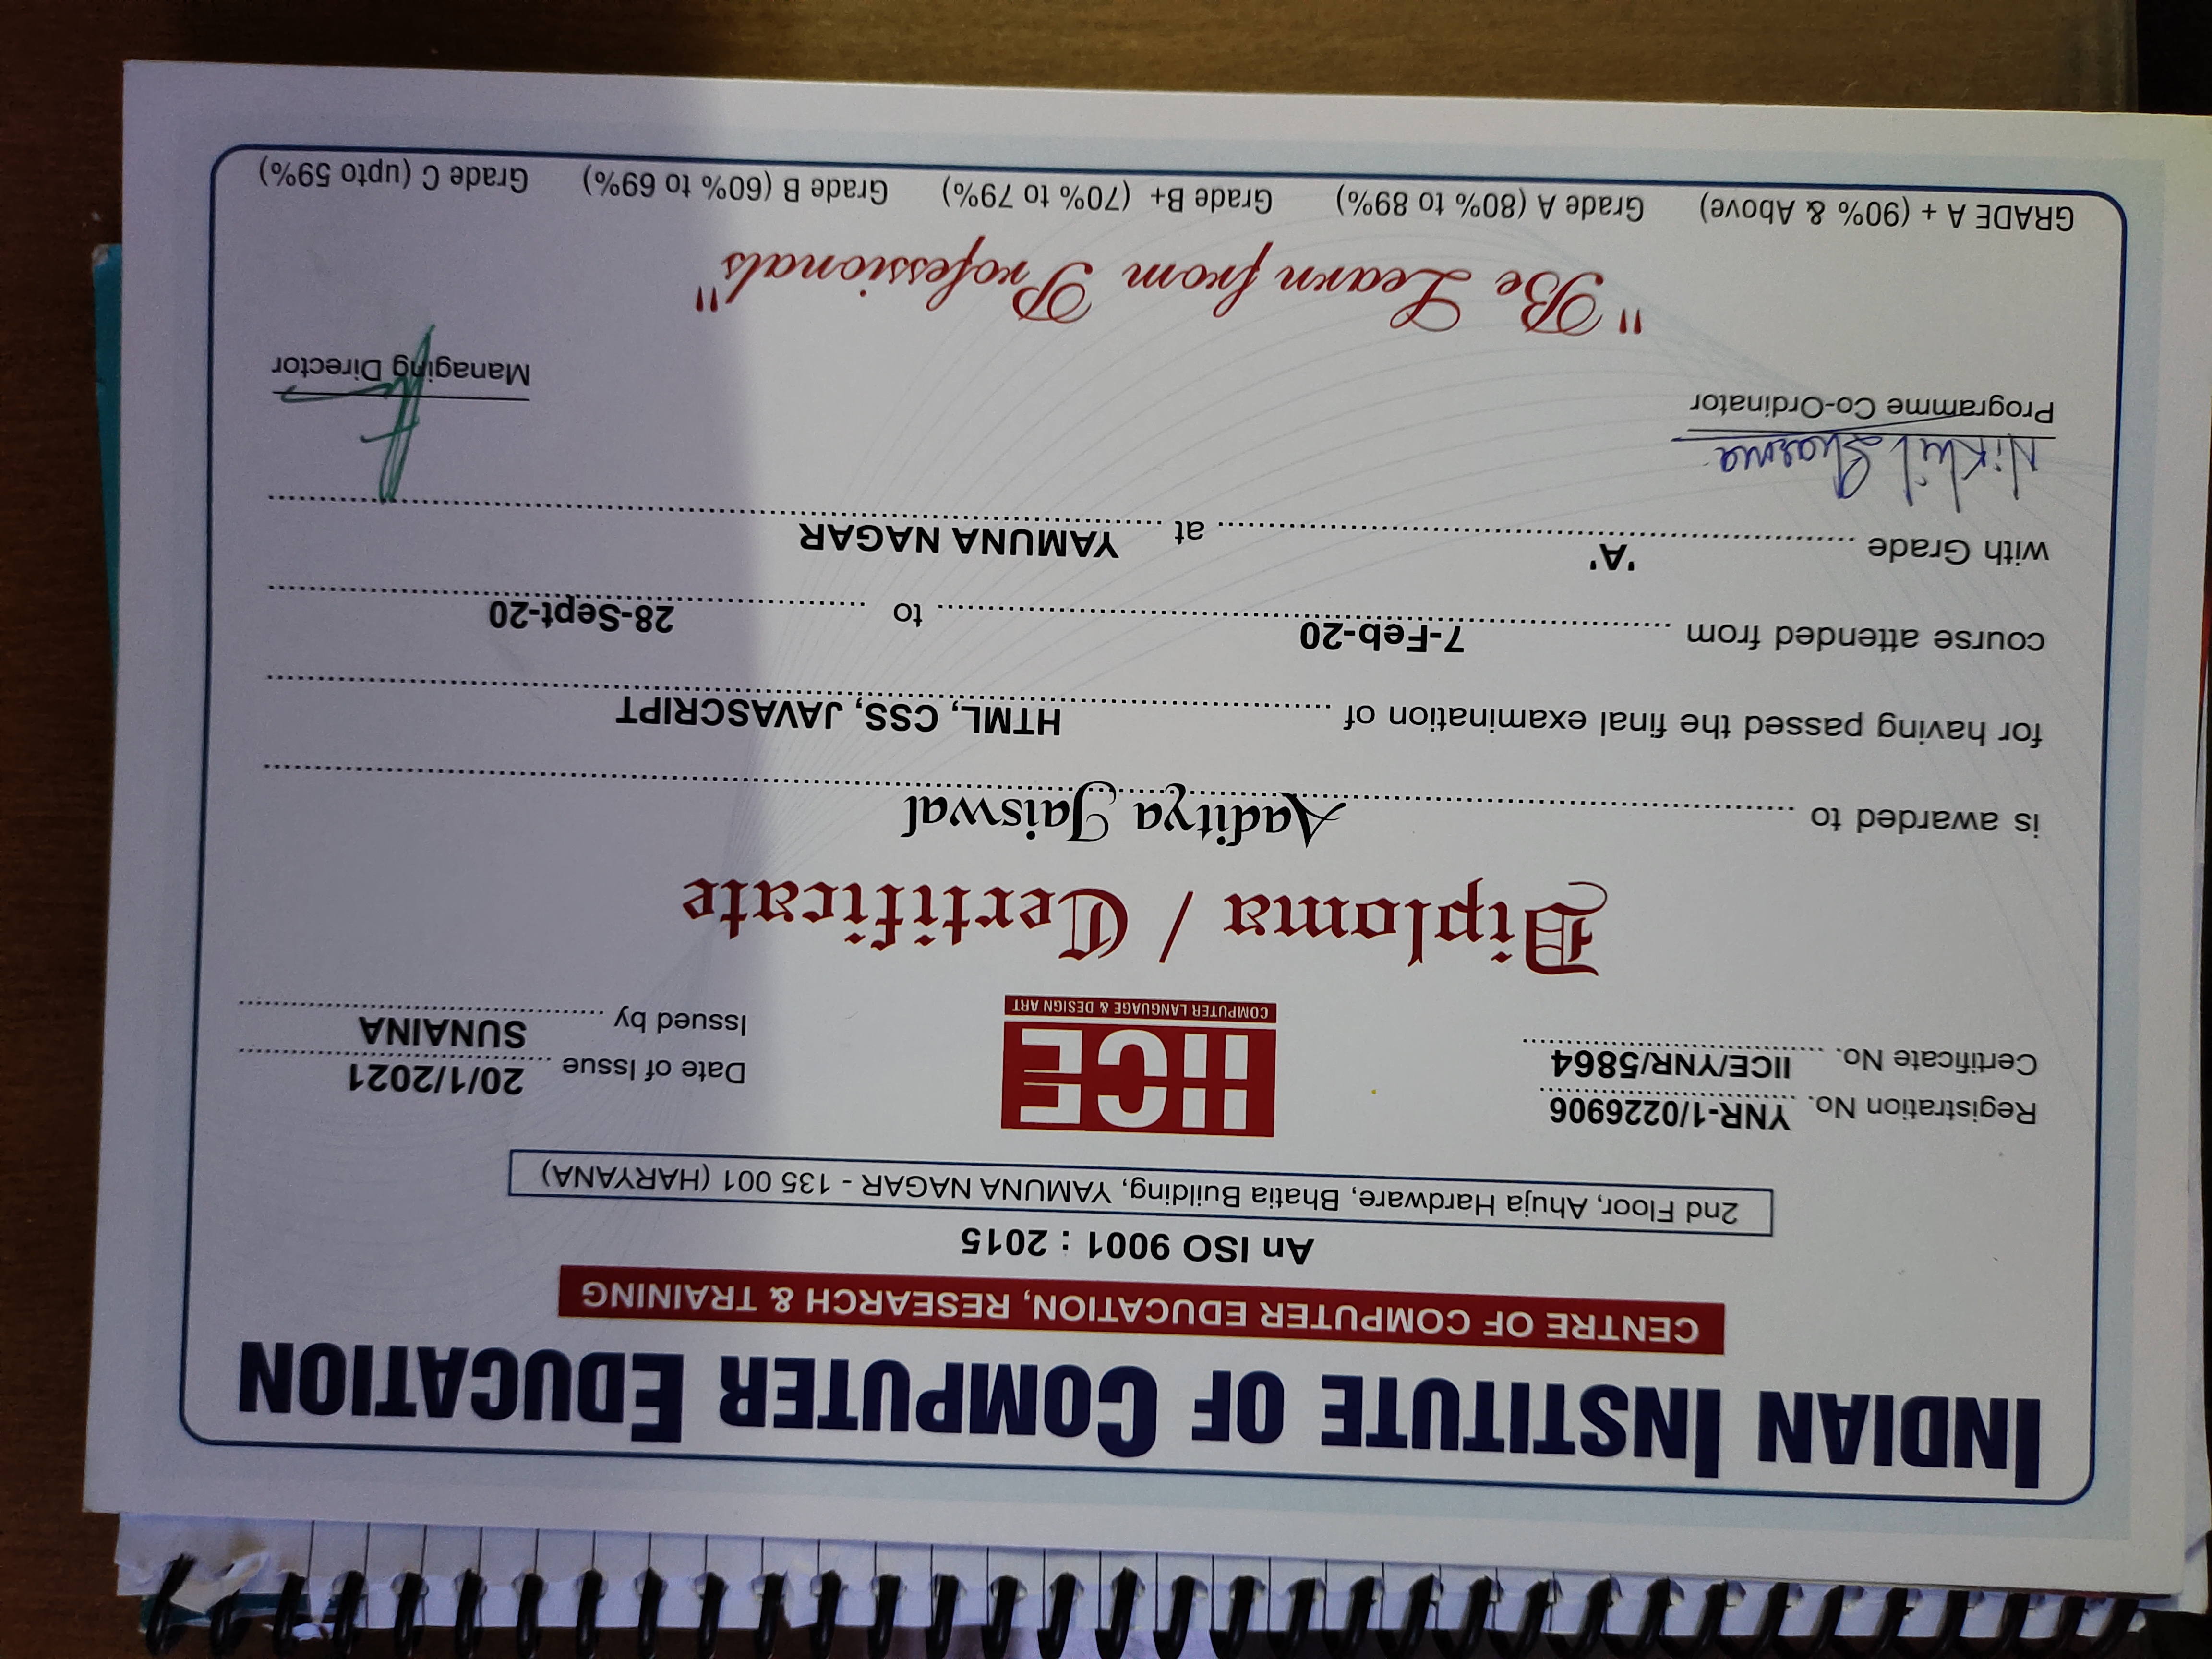 INDIAN INSTITUTE OF COMPUTER EDUCATION
CENTRE OF COMPUTER EDUCATION, RESEARCH & TRAINING
An ISO 9001 : 2015
2nd Floor, Ahuja Hardware, Bhatia Building, YAMUNA NAGAR - 135 001 (HARYANA)
Registration No. YNR-1/0226906
Certificate No. IICE/YNR/5864
IICE
COMPUTER LANGUAGE & DESIGN ART
Date of Issue 20/1/2021
Issued by SUNAINA
Diploma / Certificate
is awarded to Aaditya Jaiswal
for having passed the final examination of HTML, CSS, JAVASCRIPT
course attended from 7-Feb-20 to 28-Sept-20
with Grade 'A' at YAMUNA NAGAR
Nikhil Sharma
Programme Co-Ordinator
Managing Director
"Be Learn from Professionals"
GRADE A + (90% & Above) Grade A (80% to 89%) Grade B+ (70% to 79%) Grade B (60% to 69%) Grade C (upto 59%)